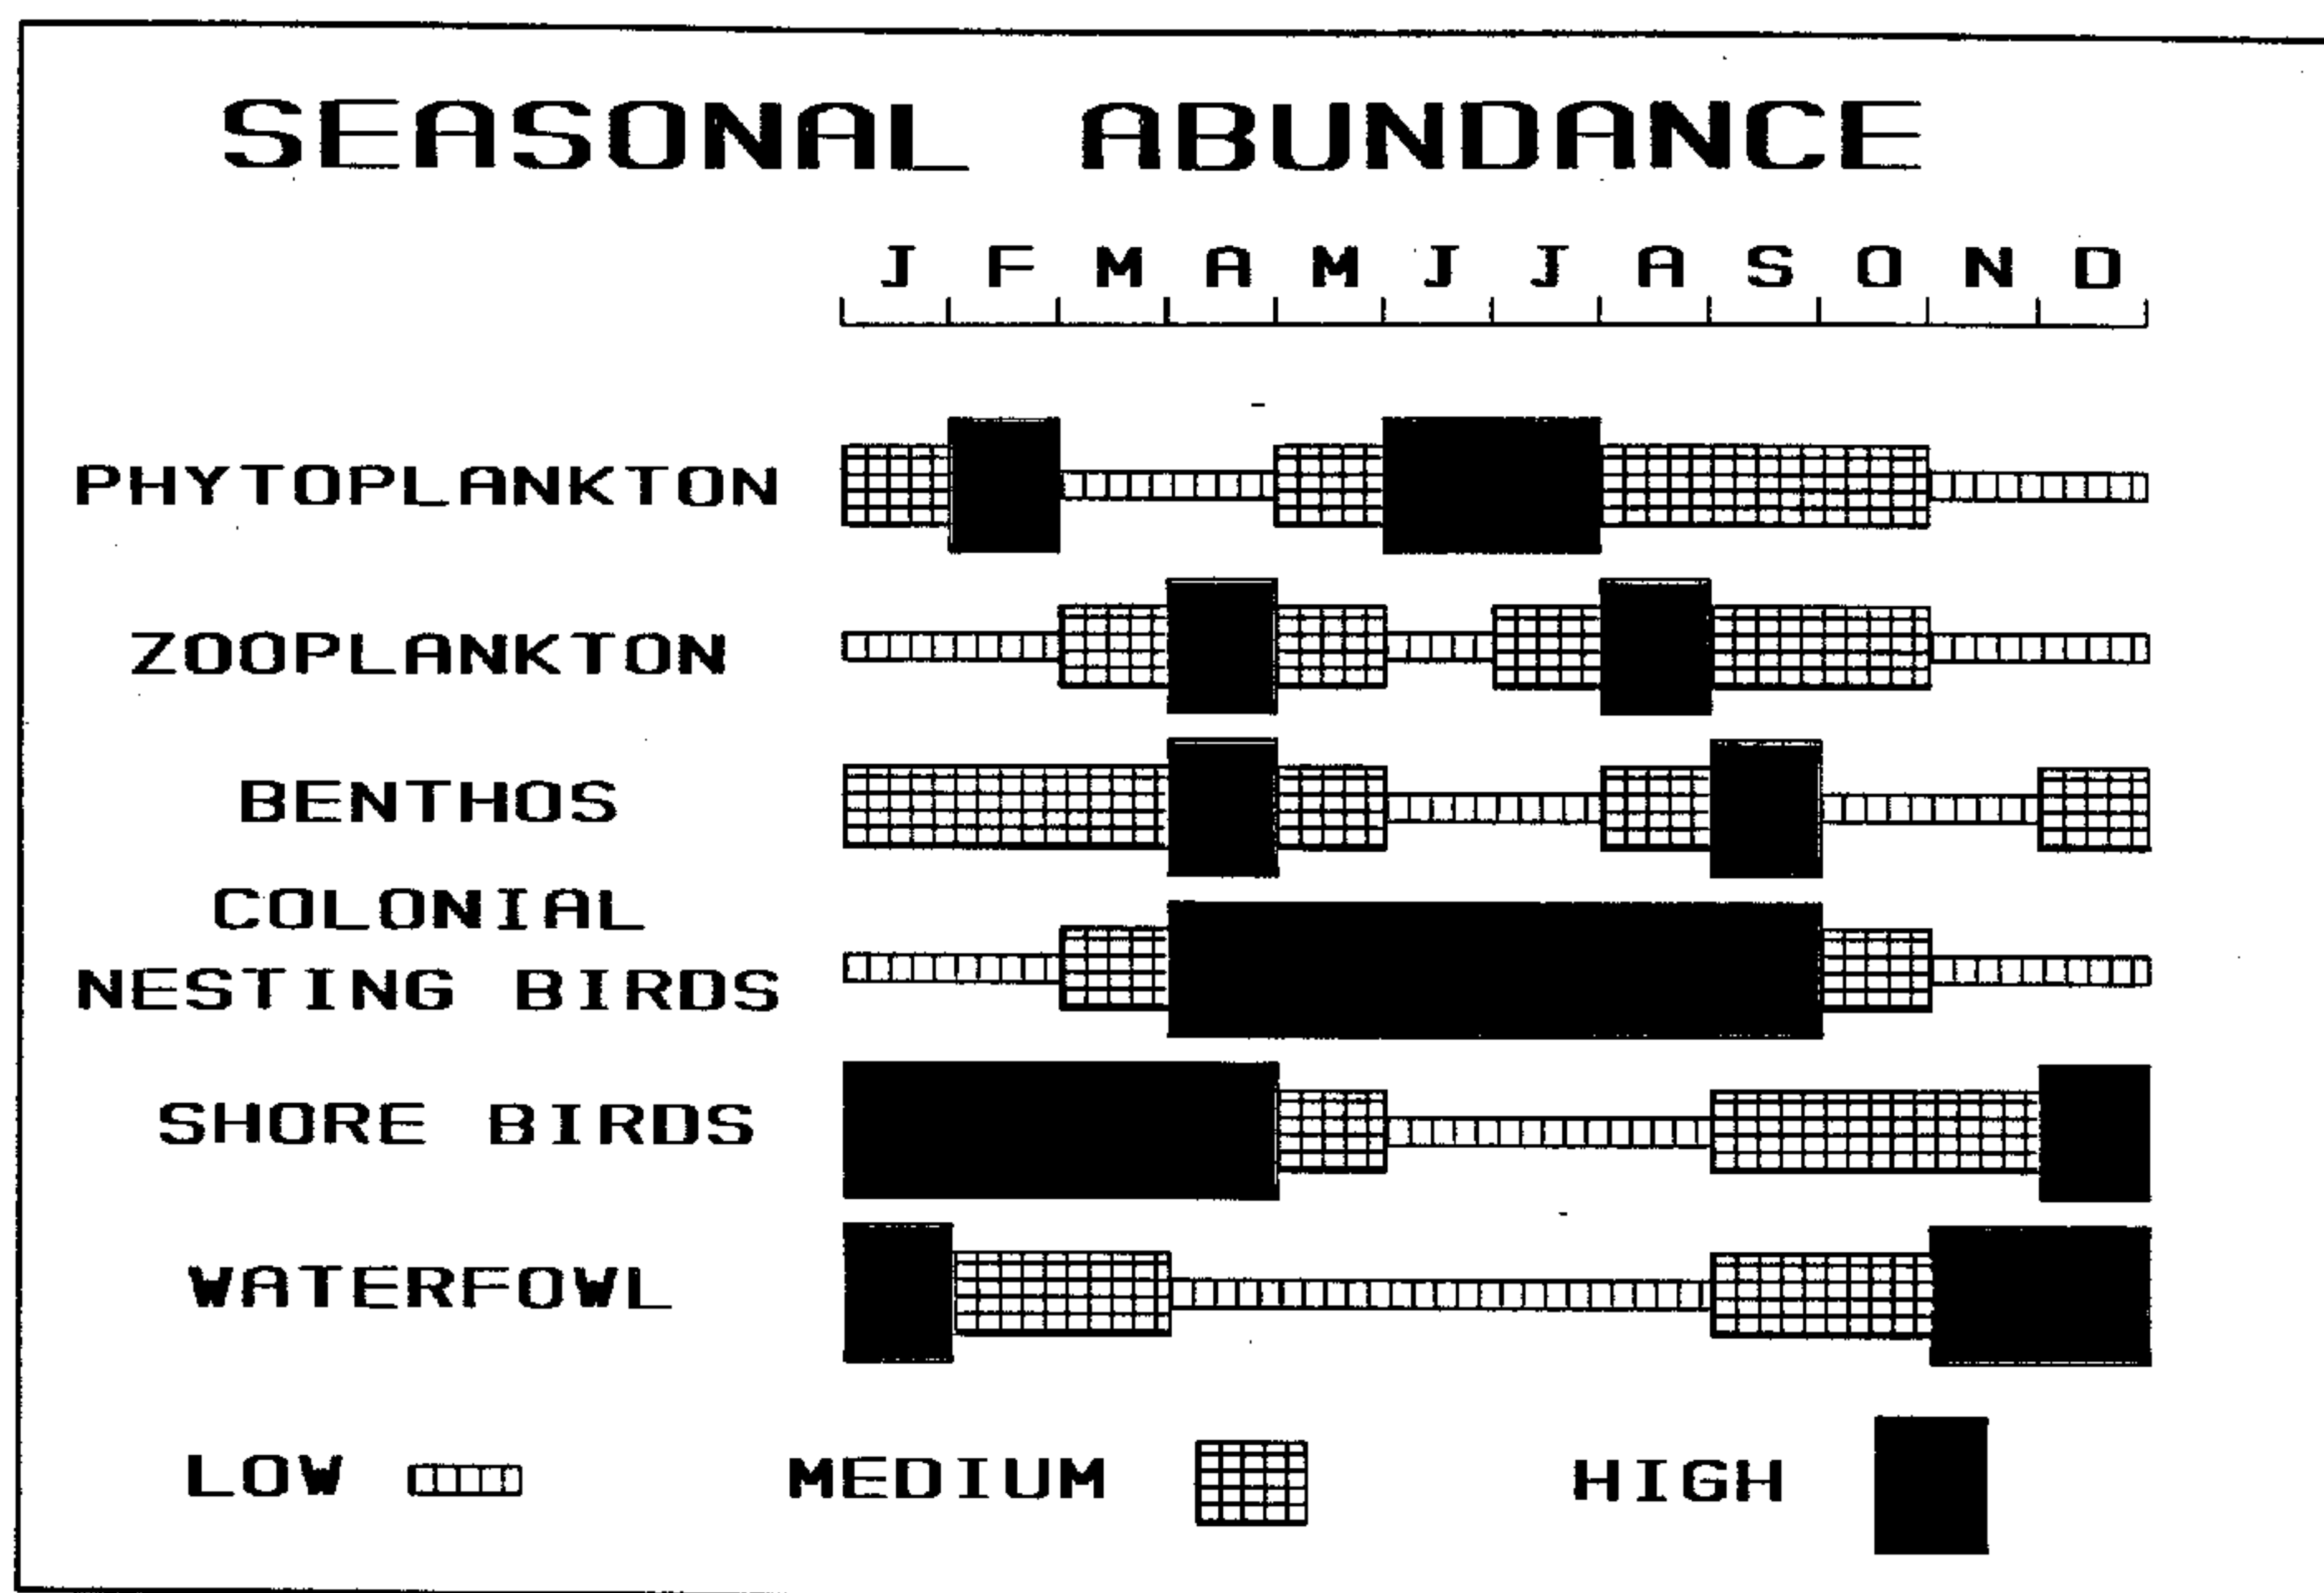 SEASONAL ABUNDANCE
J F M A M J J A S O N D
PHYTOPLANKTON
ZOOPLANKTON
BENTHOS
COLONIAL
NESTING BIRDS
SHORE BIRDS
WATERFOWL
LOW MEDIUM HIGH